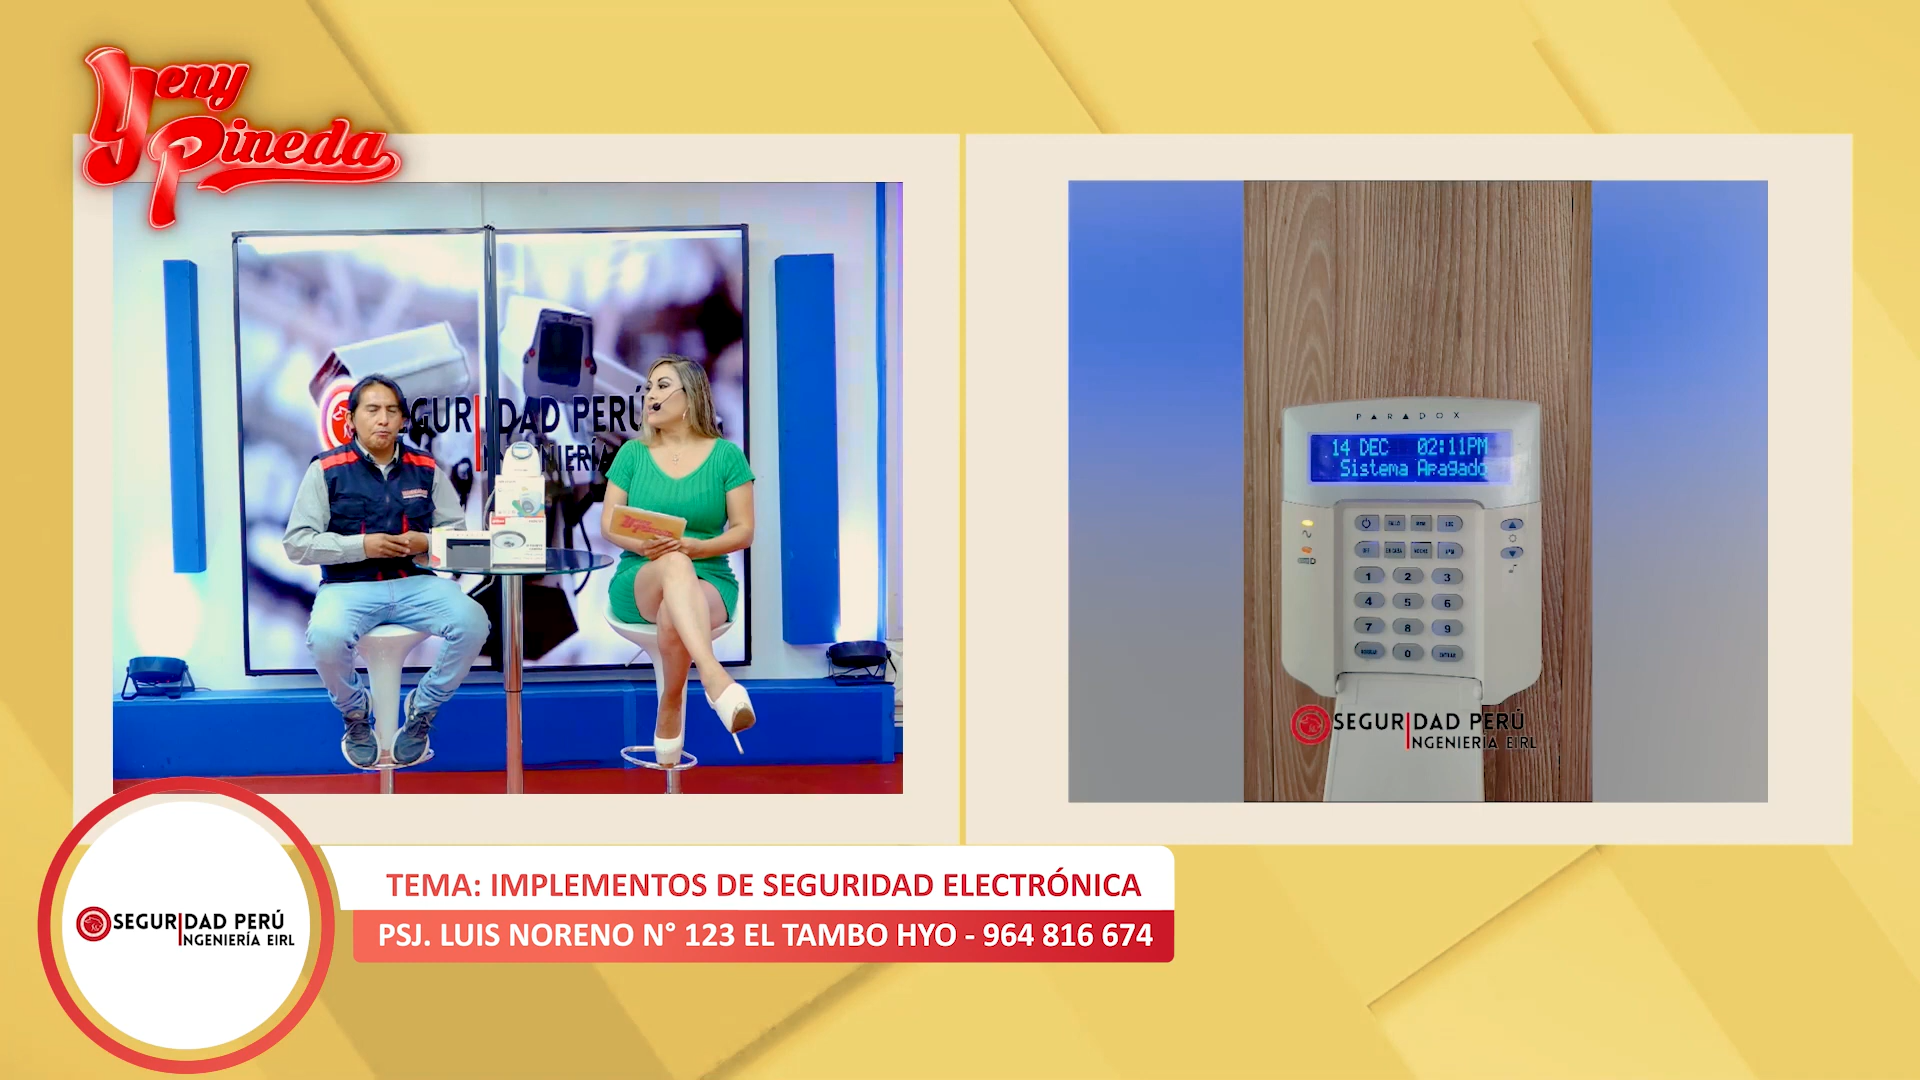 Yeny
Pineda
SEGURIDAD PERÚ
Yeny
Pineda
PARADOX
14 DEC 02:11PM
Sistema Apagado
1 2 3
4 5 6
7 8 9
0
SEGURIDAD PERÚ
INGENIERÍA EIRL
TEMA: IMPLEMENTOS DE SEGURIDAD ELECTRÓNICA
PSJ. LUIS NORENO N° 123 EL TAMBO HYO - 964 816 674
SEGURIDAD PERÚ
INGENIERÍA EIRL